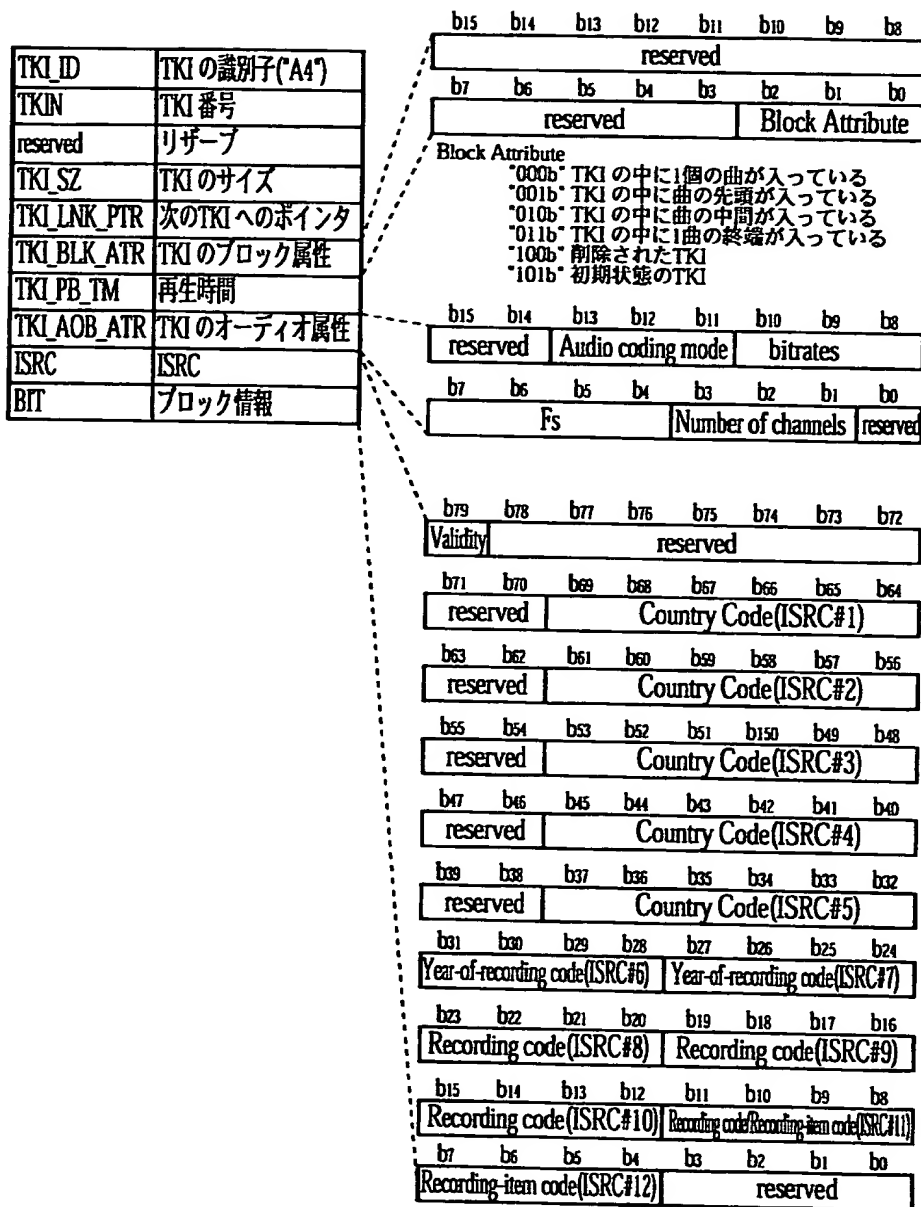 TKI_ID TKIの識別子("A4")
TKIN TKI番号
reserved リザーブ
TKI_SZ TKIのサイズ
TKI_LNK_PTR 次のTKIへのポインタ
TKI_BLK_ATR TKIのブロック属性
TKI_PB_TM 再生時間
TKI_AOB_ATR TKIのオーディオ属性
ISRC ISRC
BIT ブロック情報
b15 b14 b13 b12 b11 b10 b9 b8
reserved
b7 b6 b5 b4 b3 b2 b1 b0
reserved Block Attribute
Block Attribute
"000b" TKIの中に1個の曲が入っている
"001b" TKIの中に曲の先頭が入っている
"010b" TKIの中に曲の中間が入っている
"011b" TKIの中に1曲の終端が入っている
"100b" 削除されたTKI
"101b" 初期状態のTKI
b15 b14 b13 b12 b11 b10 b9 b8
reserved Audio coding mode bitrates
b7 b6 b5 b4 b3 b2 b1 b0
Fs Number of channels reserved
b79 b78 b77 b76 b75 b74 b73 b72
Validity reserved
b71 b70 b69 b68 b67 b66 b65 b64
reserved Country Code(ISRC#1)
b63 b62 b61 b60 b59 b58 b57 b56
reserved Country Code(ISRC#2)
b55 b54 b53 b52 b51 b150 b49 b48
reserved Country Code(ISRC#3)
b47 b46 b45 b44 b43 b42 b41 b40
reserved Country Code(ISRC#4)
b39 b38 b37 b36 b35 b34 b33 b32
reserved Country Code(ISRC#5)
b31 b30 b29 b28 b27 b26 b25 b24
Year-of-recording code(ISRC#6) Year-of-recording code(ISRC#7)
b23 b22 b21 b20 b19 b18 b17 b16
Recording code(ISRC#8) Recording code(ISRC#9)
b15 b14 b13 b12 b11 b10 b9 b8
Recording code(ISRC#10) Recording code/Recording-item code(ISRC#11)
b7 b6 b5 b4 b3 b2 b1 b0
Recording-item code(ISRC#12) reserved